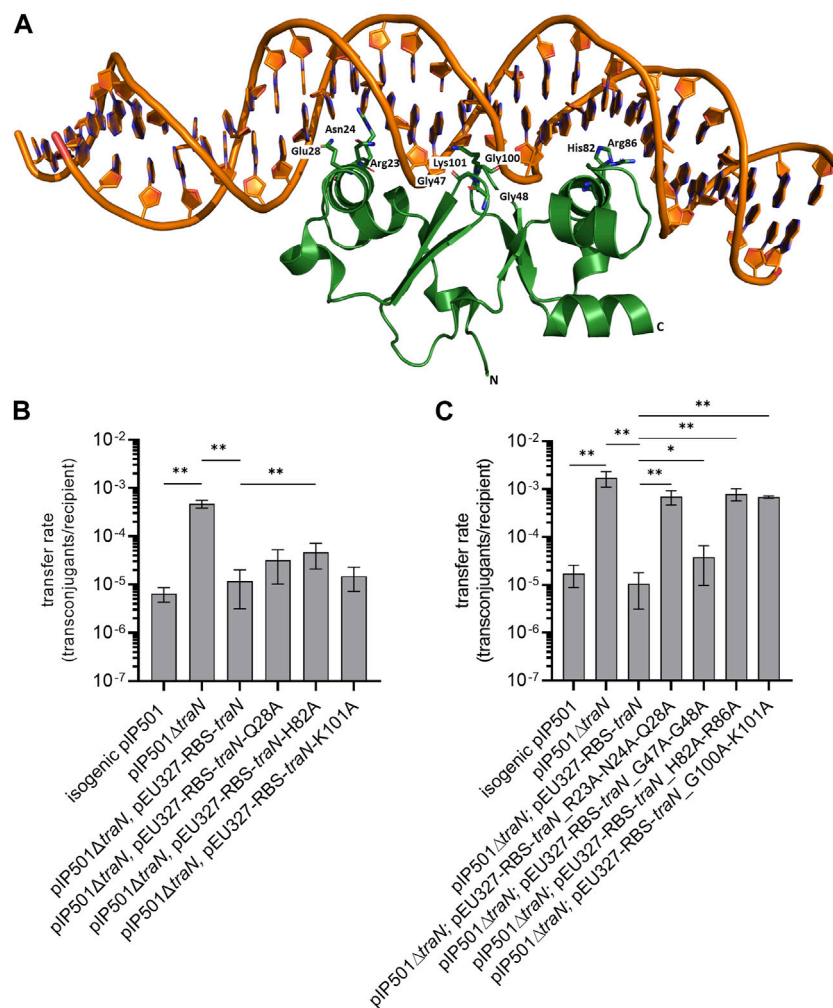 A
Asn24
Glu28
Arg23
Lys101
Gly100
Gly47
Gly48
His82
Arg86
C
N
B
transfer rate
(transconjugants/recipient)
10-2
10-3
10-4
10-5
10-6
10-7
**
**
**
isogenic pIP501
pIP501ΔtraN
pIP501ΔtraN, pEU327-RBS-traN
pIP501ΔtraN, pEU327-RBS-traN-Q28A
pIP501ΔtraN, pEU327-RBS-traN-H82A
pIP501ΔtraN, pEU327-RBS-traN-K101A
C
transfer rate
(transconjugants/recipient)
10-2
10-3
10-4
10-5
10-6
10-7
**
**
*
**
**
**
isogenic pIP501
pIP501ΔtraN
pIP501ΔtraN; pEU327-RBS-traN
pIP501ΔtraN; pEU327-RBS-traN_R23A-N24A-Q28A
pIP501ΔtraN; pEU327-RBS-traN_G47A-G48A
pIP501ΔtraN; pEU327-RBS-traN_H82A-R86A
pIP501ΔtraN; pEU327-RBS-traN_G100A-K101A